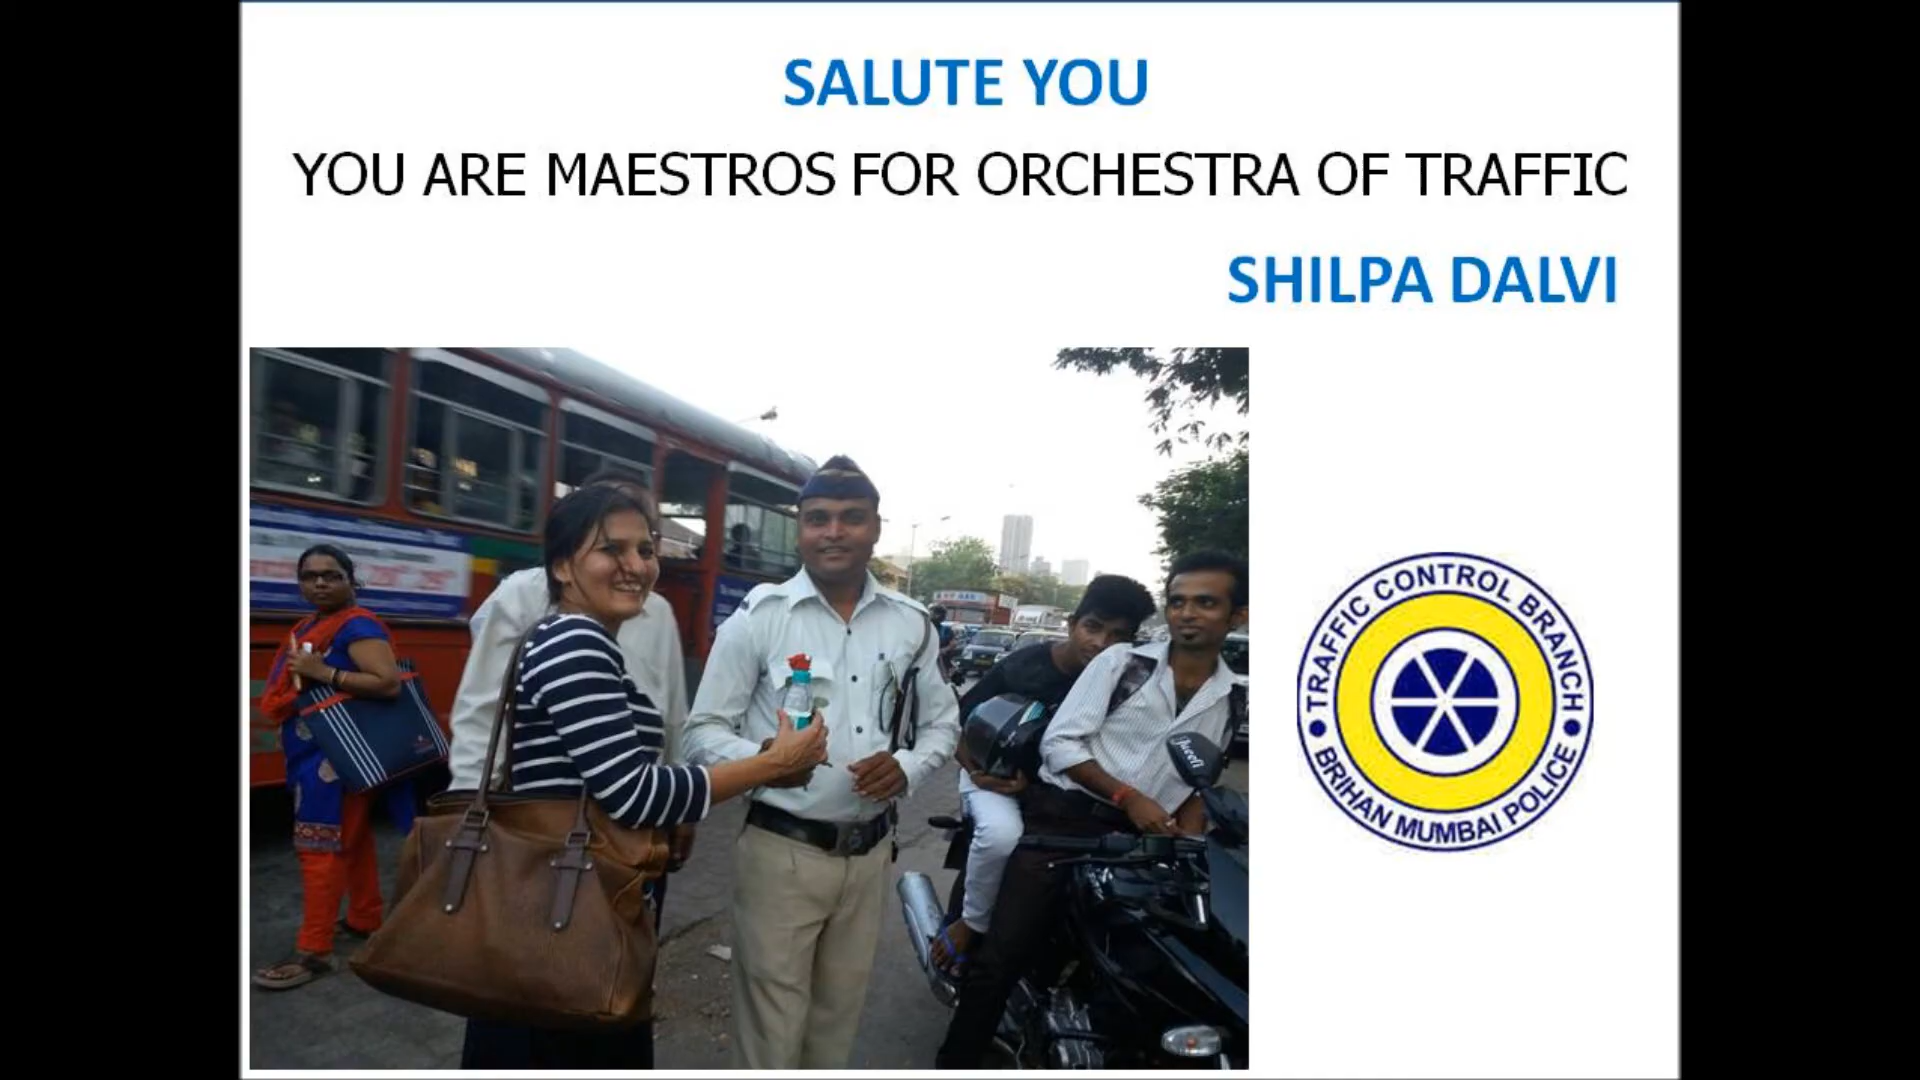 SALUTE YOU
YOU ARE MAESTROS FOR ORCHESTRA OF TRAFFIC
SHILPA DALVI
TRAFFIC CONTROL BRANCH
BRIHAN MUMBAI POLICE